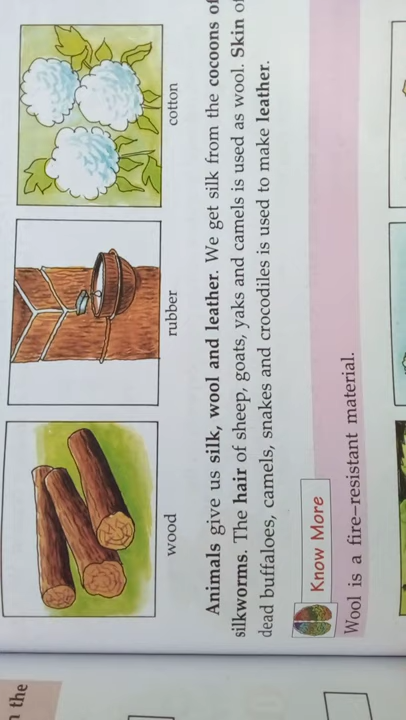 wood
rubber
cotton
Animals give us silk, wool and leather. We get silk from the cocoons of
silkworms. The hair of sheep, goats, yaks and camels is used as wool. Skin of
dead buffaloes, camels, snakes and crocodiles is used to make leather.
Know More
Wool is a fire-resistant material.
the